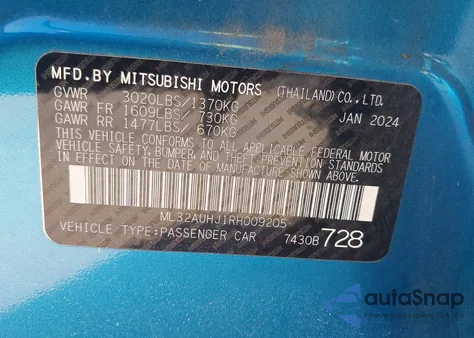 MFD.BY MITSUBISHI MOTORS (THAILAND) CO.,LTD.
GVWR 3020LBS/1370KG
GAWR FR 1609LBS/ 730KG JAN 2024
GAWR RR 1477LBS/ 670KG
THIS VEHICLE CONFORMS TO ALL APPLICABLE FEDERAL MOTOR
VEHICLE SAFETY,BUMPER,AND THEFT PREVENTION STANDARDS
IN EFFECT ON THE DATE OF MANUFACTURE SHOWN ABOVE.
ML32AUHJ1RH009205
VEHICLE TYPE:PASSENGER CAR 7430B 728
autoSnap